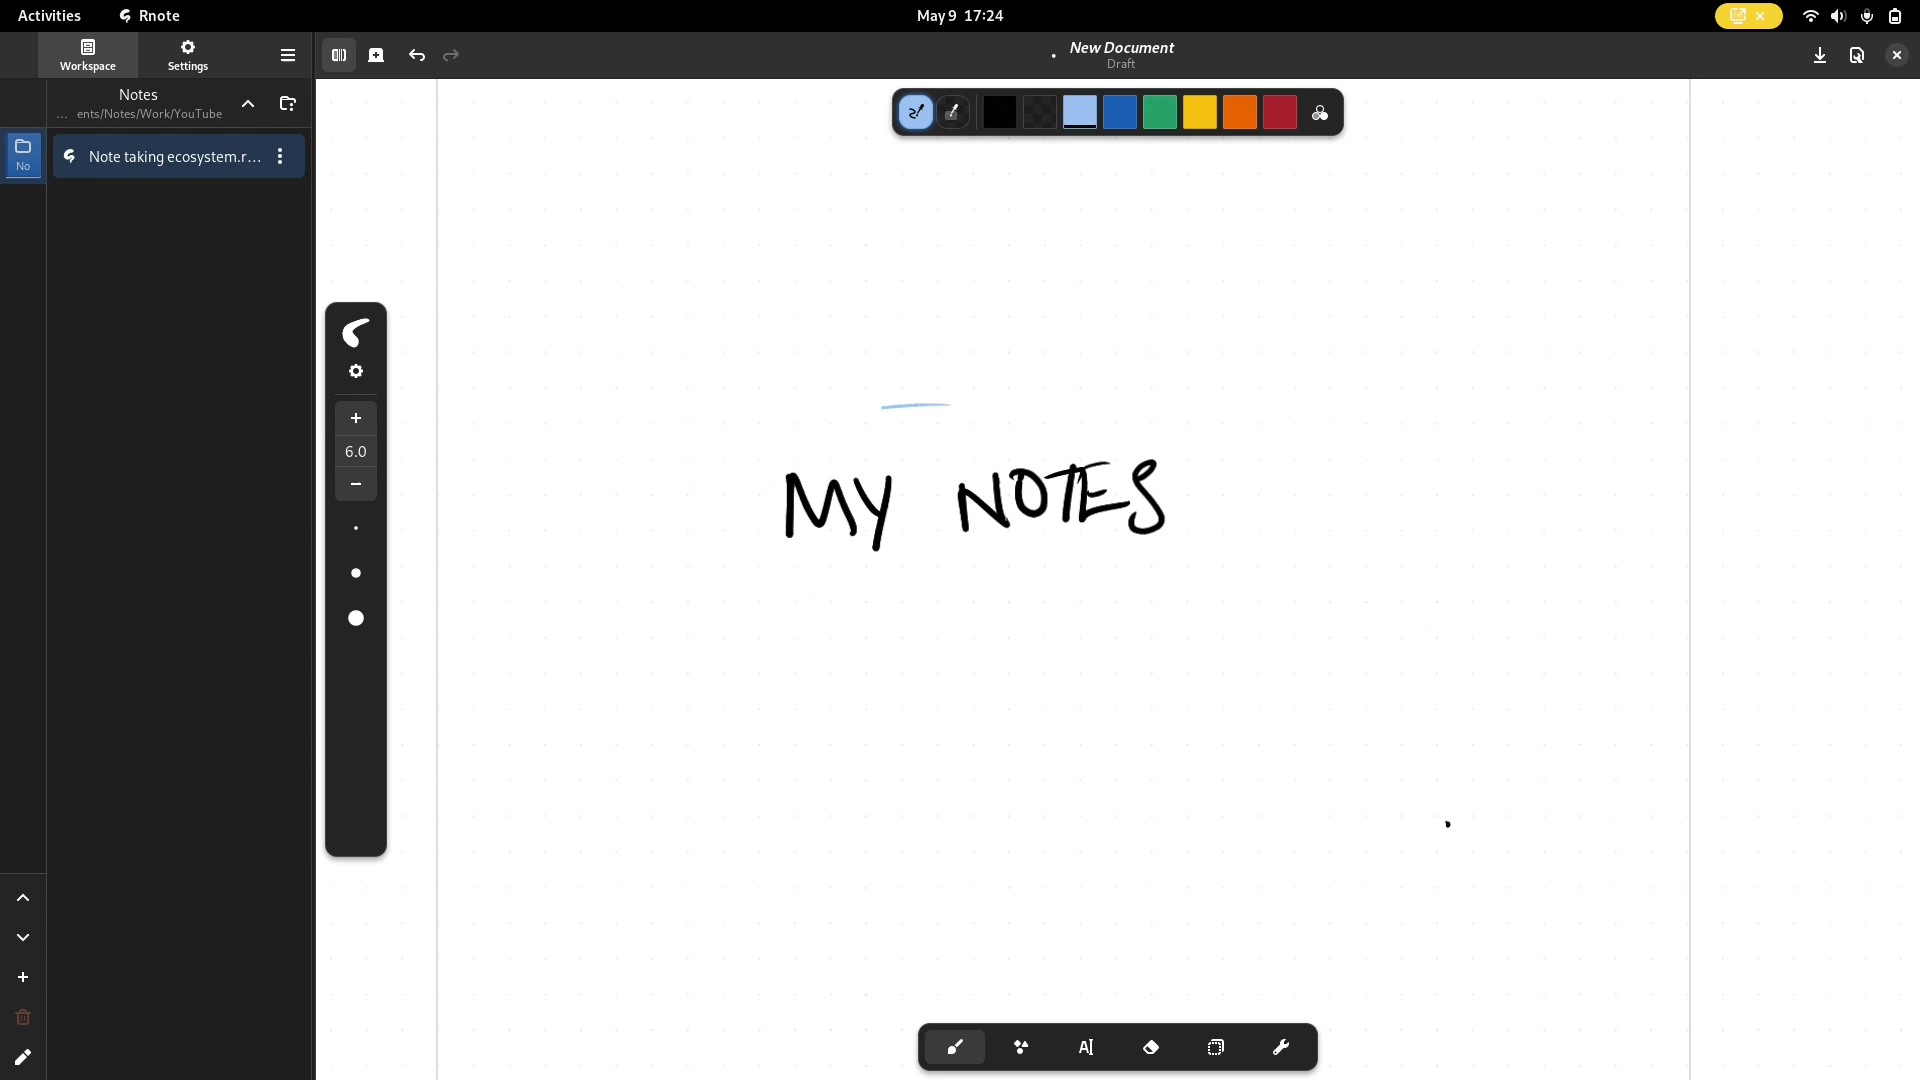 Activities Rnote May 9 17:24
Workspace Settings
New Document
Draft
Notes
... ents/Notes/Work/YouTube
No
Note taking ecosystem.r...
6.0
MY NOTES